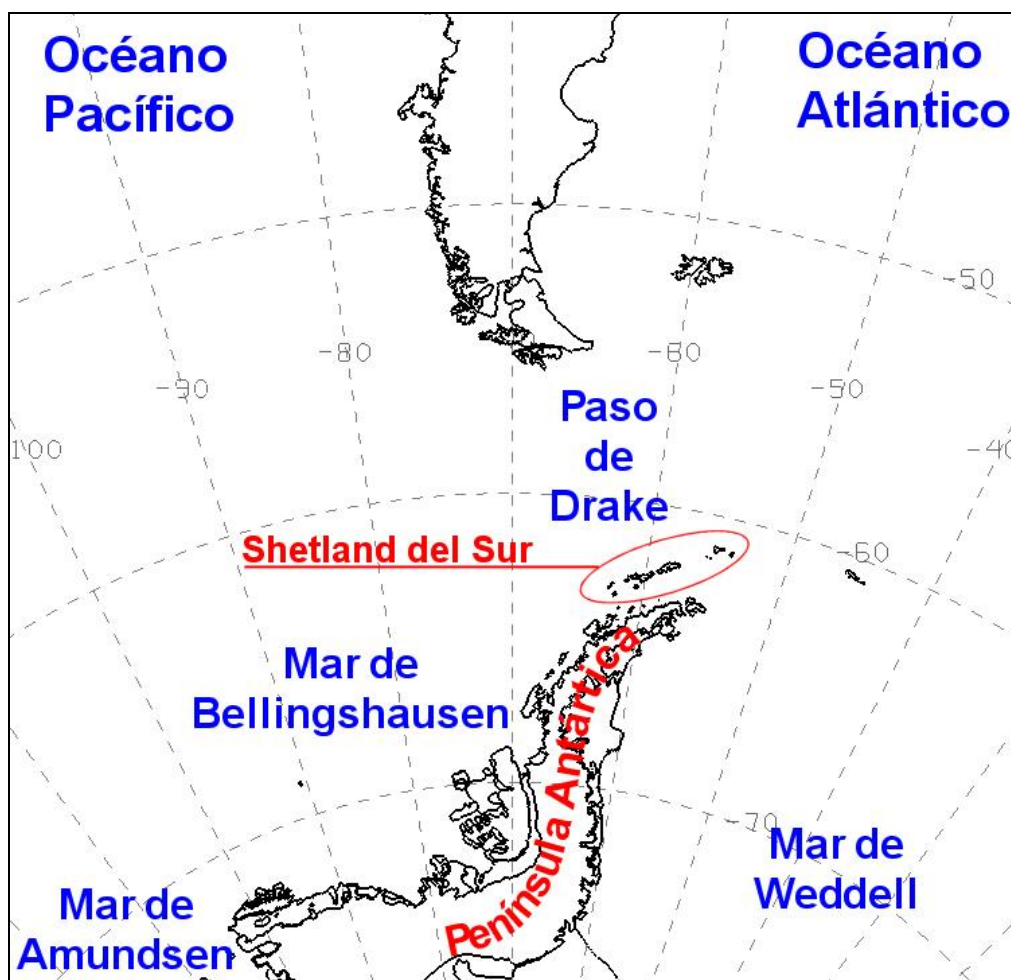 Océano
Pacífico
Océano
Atlántico
-50
-80
-60
-90
-50
100
-40
Paso
de
Drake
Shetland del Sur
-60
Mar de
Bellingshausen
Península Antártica
-70
Mar de
Weddell
Mar de
Amundsen